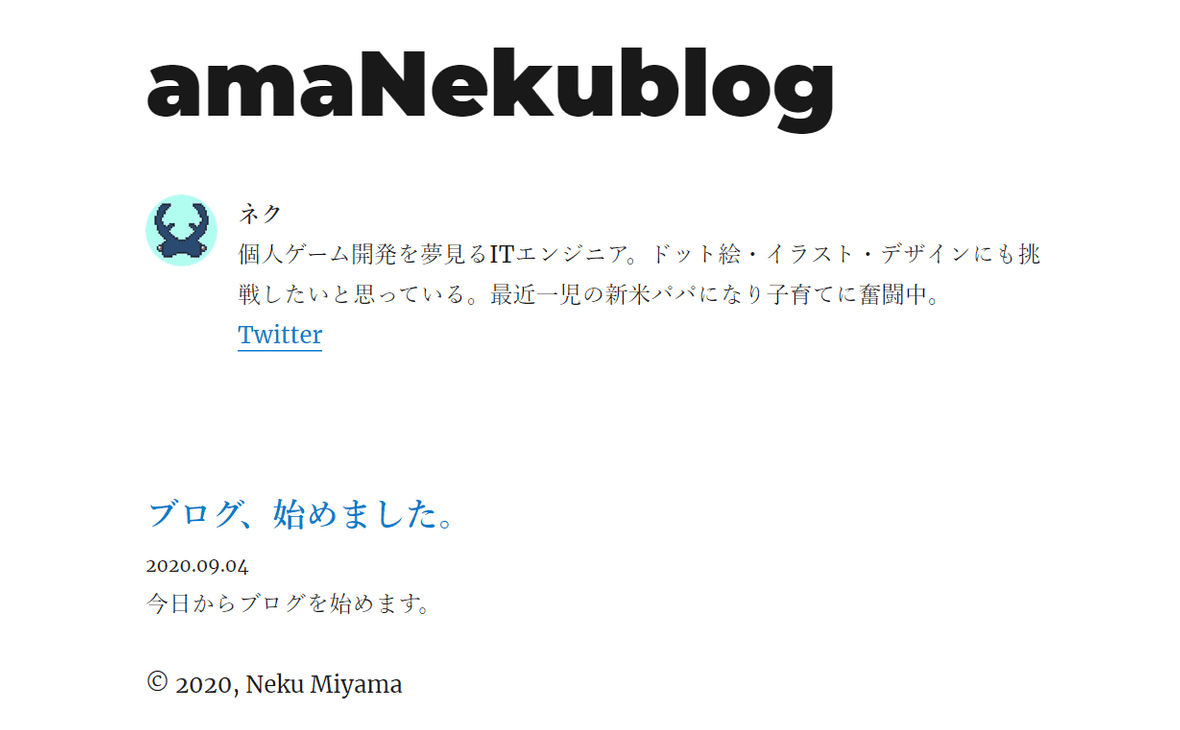 amaNekublog
ネク
個人ゲーム開発を夢見るITエンジニア。ドット絵・イラスト・デザインにも挑
戦したいと思っている。最近一児の新米パパになり子育てに奮闘中。
Twitter
ブログ、始めました。
2020.09.04
今日からブログを始めます。
© 2020, Neku Miyama